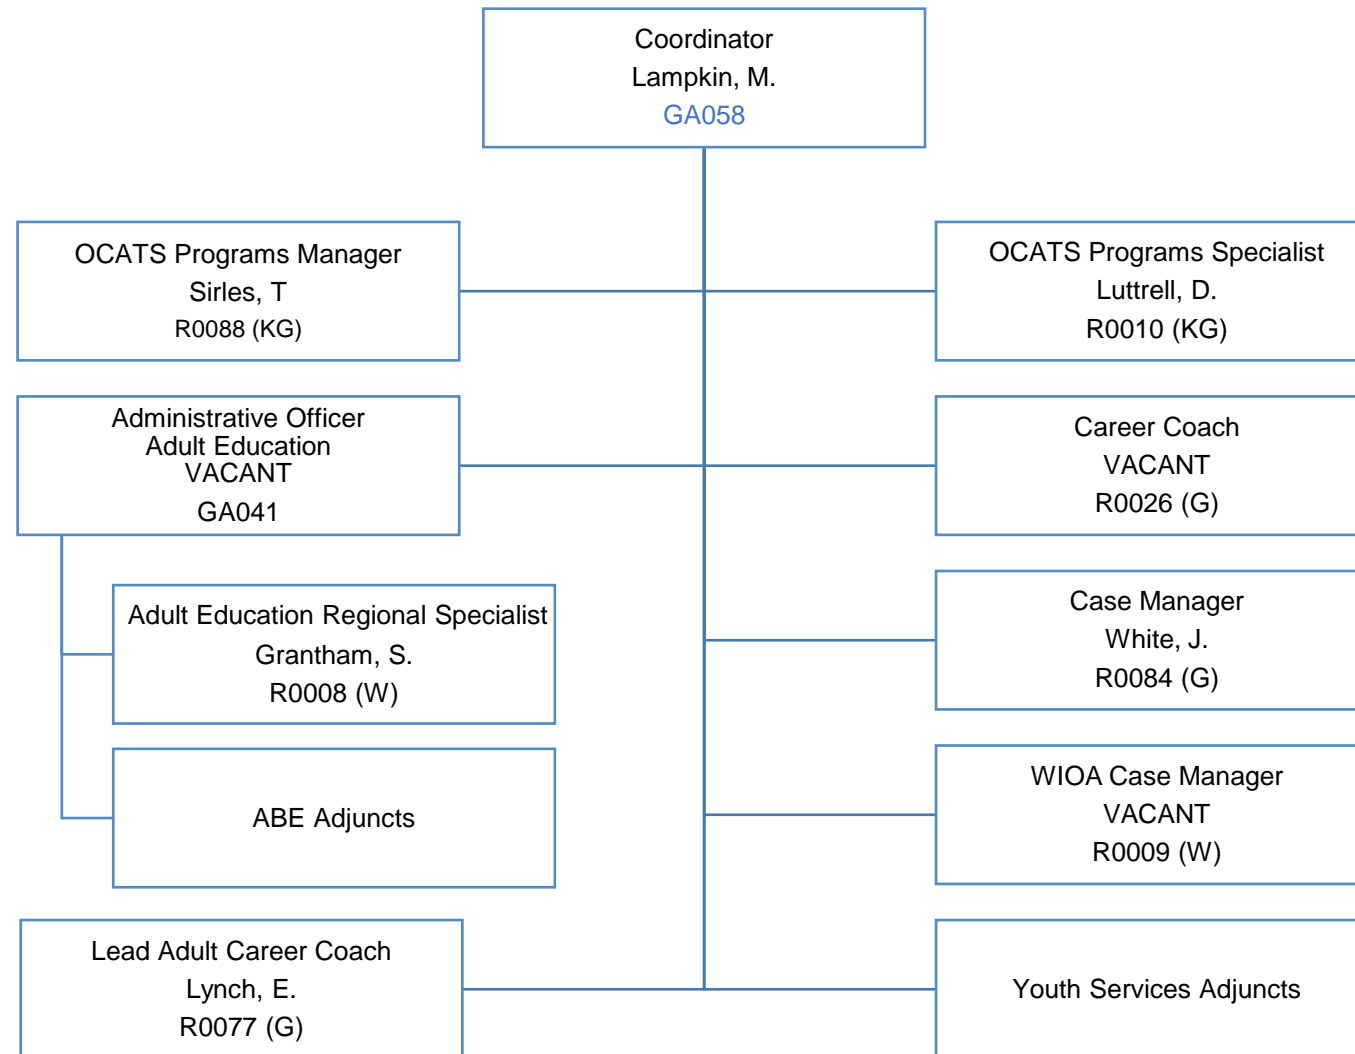 Coordinator
Lampkin, M.
GA058
OCATS Programs Manager
Sirles, T
R0088 (KG)
OCATS Programs Specialist
Luttrell, D.
R0010 (KG)
Administrative Officer
Adult Education
VACANT
GA041
Career Coach
VACANT
R0026 (G)
Adult Education Regional Specialist
Grantham, S.
R0008 (W)
Case Manager
White, J.
R0084 (G)
ABE Adjuncts
WIOA Case Manager
VACANT
R0009 (W)
Lead Adult Career Coach
Lynch, E.
R0077 (G)
Youth Services Adjuncts